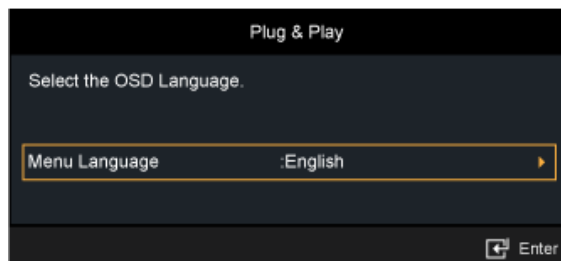 Plug & Play
Select the OSD Language.
Menu Language :English
Enter